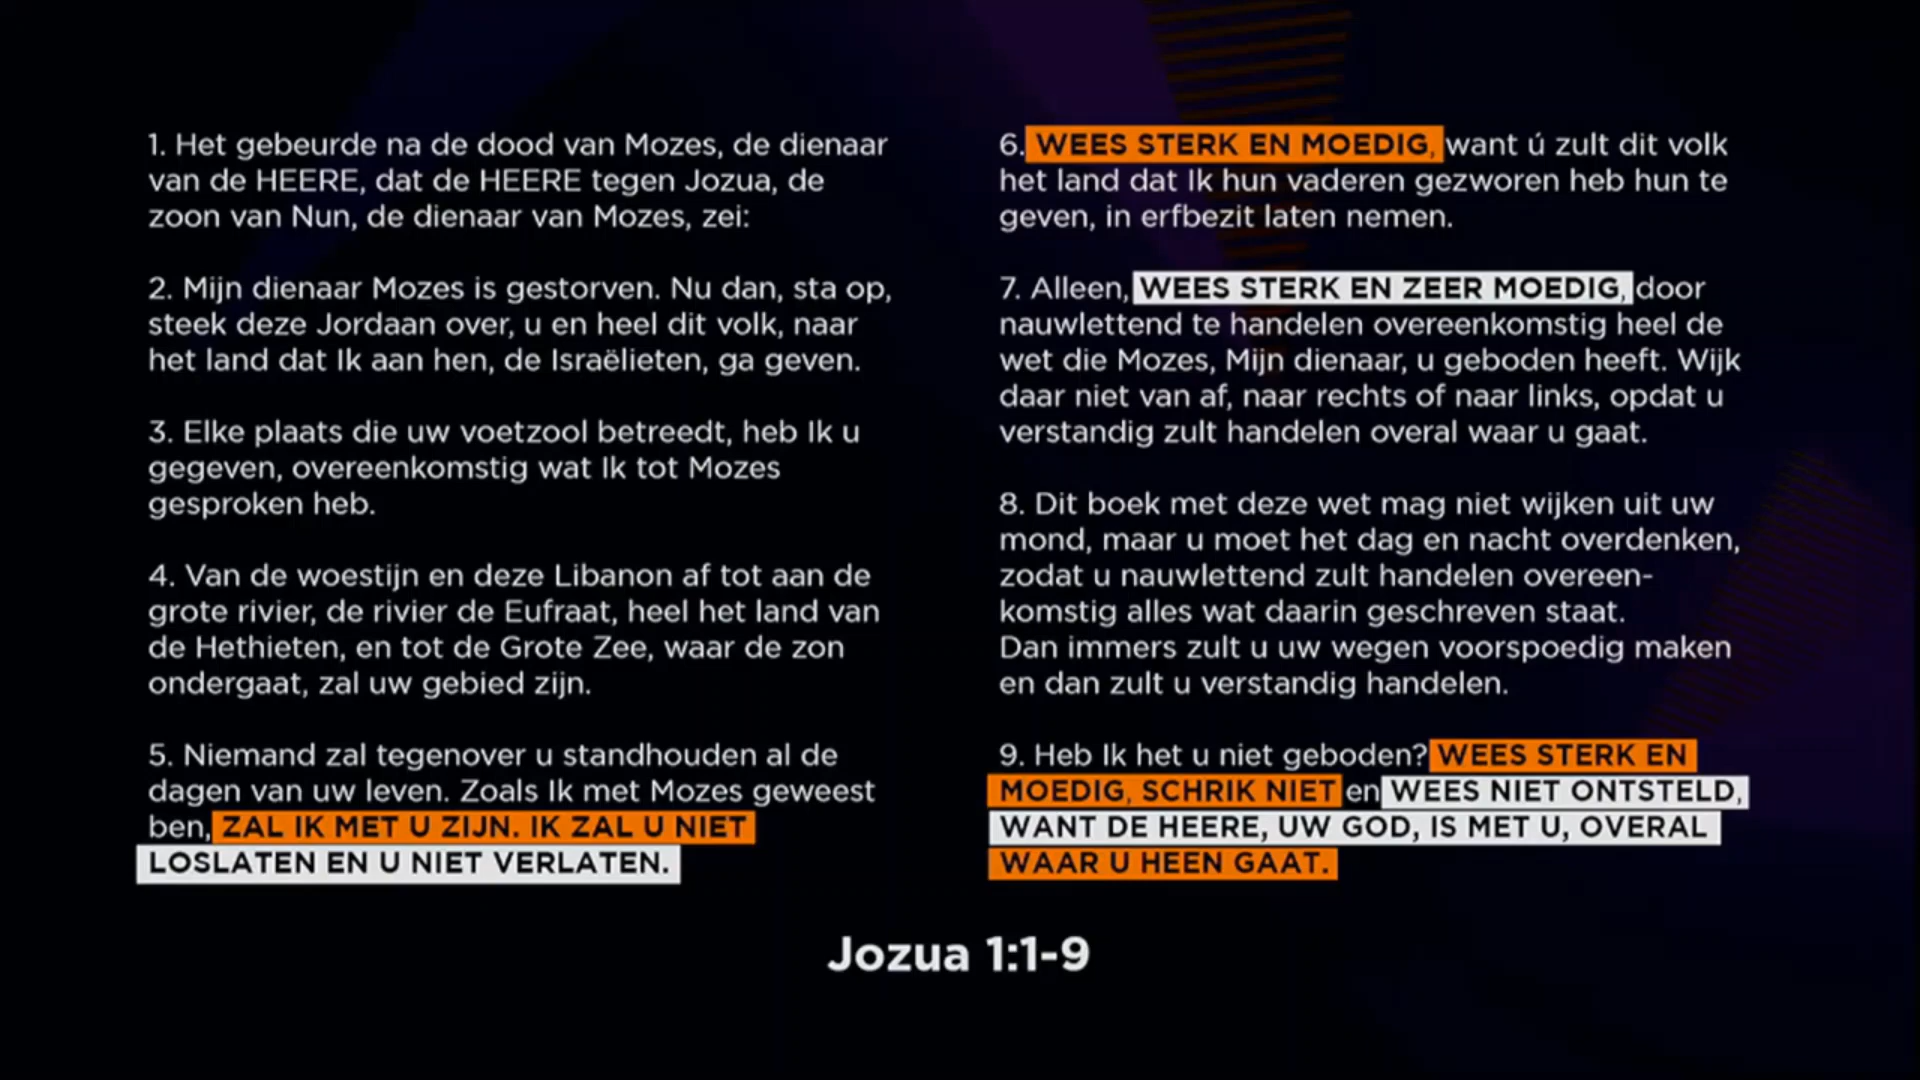 1. Het gebeurde na de dood van Mozes, de dienaar
van de HEERE, dat de HEERE tegen Jozua, de
zoon van Nun, de dienaar van Mozes, zei:
2. Mijn dienaar Mozes is gestorven. Nu dan, sta op,
steek deze Jordaan over, u en heel dit volk, naar
het land dat Ik aan hen, de Israëlieten, ga geven.
3. Elke plaats die uw voetzool betreedt, heb Ik u
gegeven, overeenkomstig wat Ik tot Mozes
gesproken heb.
4. Van de woestijn en deze Libanon af tot aan de
grote rivier, de rivier de Eufraat, heel het land van
de Hethieten, en tot de Grote Zee, waar de zon
ondergaat, zal uw gebied zijn.
5. Niemand zal tegenover u standhouden al de
dagen van uw leven. Zoals Ik met Mozes geweest
ben, ZAL IK MET U ZIJN. IK ZAL U NIET
LOSLATEN EN U NIET VERLATEN.
6. WEES STERK EN MOEDIG, want ú zult dit volk
het land dat Ik hun vaderen gezworen heb hun te
geven, in erfbezit laten nemen.
7. Alleen, WEES STERK EN ZEER MOEDIG, door
nauwlettend te handelen overeenkomstig heel de
wet die Mozes, Mijn dienaar, u geboden heeft. Wijk
daar niet van af, naar rechts of naar links, opdat u
verstandig zult handelen overal waar u gaat.
8. Dit boek met deze wet mag niet wijken uit uw
mond, maar u moet het dag en nacht overdenken,
zodat u nauwlettend zult handelen overeen-
komstig alles wat daarin geschreven staat.
Dan immers zult u uw wegen voorspoedig maken
en dan zult u verstandig handelen.
9. Heb Ik het u niet geboden? WEES STERK EN
MOEDIG, SCHRIK NIET en WEES NIET ONTSTELD,
WANT DE HEERE, UW GOD, IS MET U, OVERAL
WAAR U HEEN GAAT.
Jozua 1:1-9